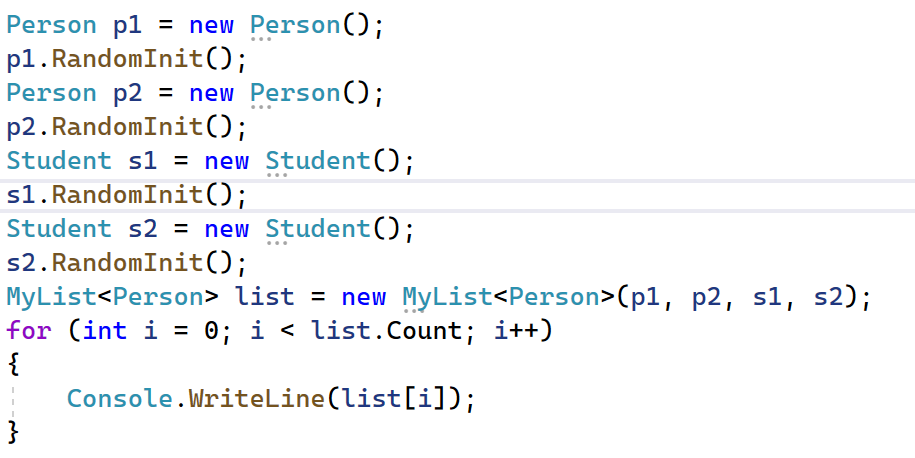 Person p1 = new Person();
p1.RandomInit();
Person p2 = new Person();
p2.RandomInit();
Student s1 = new Student();
s1.RandomInit();
Student s2 = new Student();
s2.RandomInit();
MyList<Person> list = new MyList<Person>(p1, p2, s1, s2);
for (int i = 0; i < list.Count; i++)
{
    Console.WriteLine(list[i]);
}